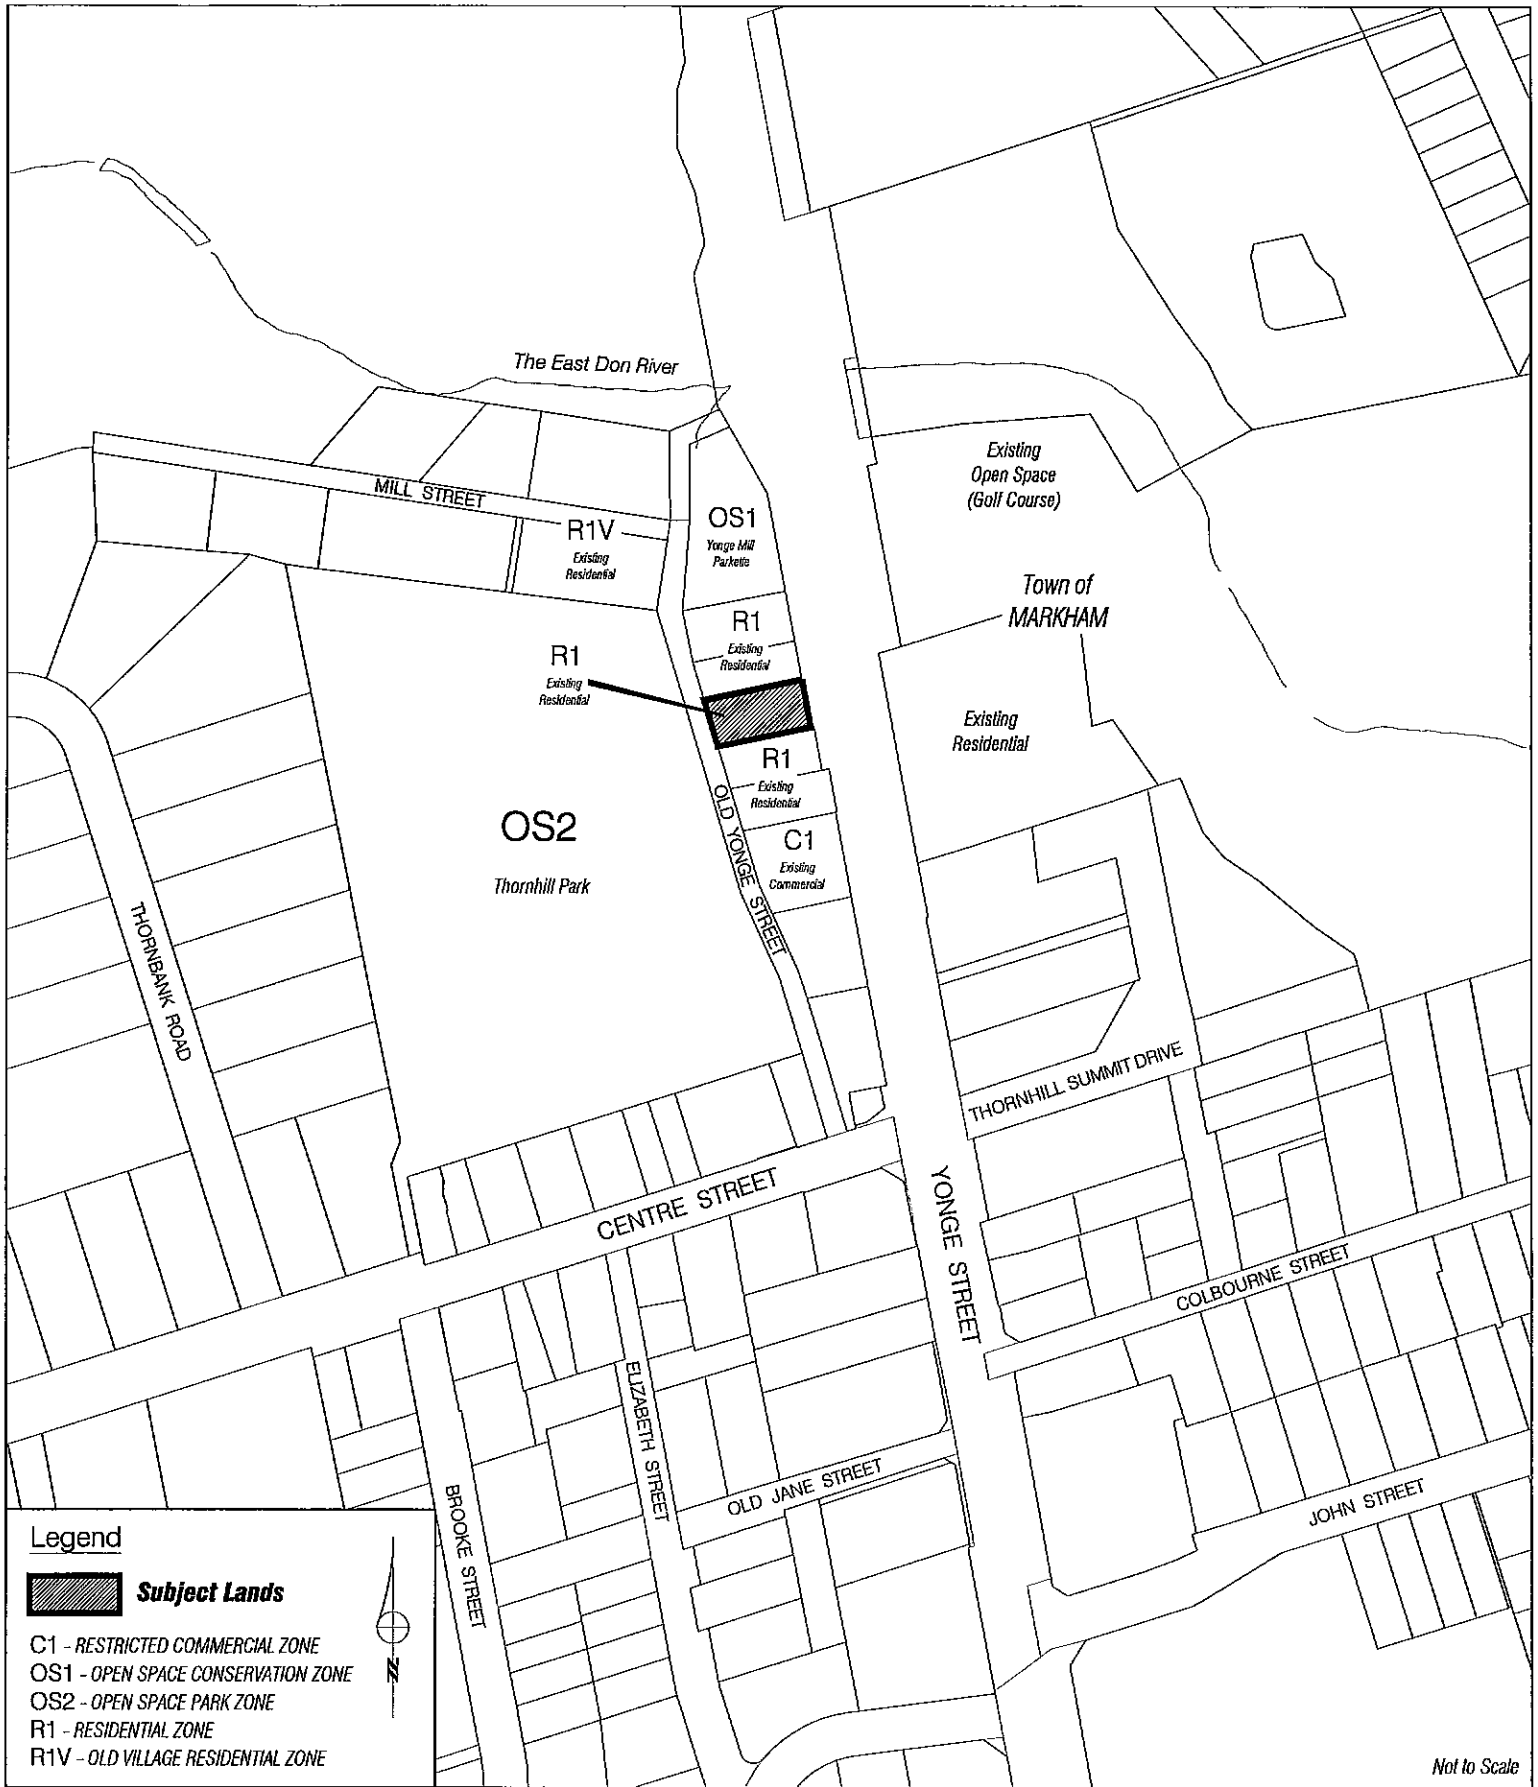 The East Don River
Existing
Open Space
(Golf Course)
MILL STREET
R1V
Existing
Residential
OS1
Yonge Mill
Parkette
Town of
MARKHAM
R1
Existing
Residential
R1
Existing
Residential
Existing
Residential
R1
Existing
Residential
OLD YONGE STREET
OS2
Thornhill Park
C1
Existing
Commercial
THORNBANK ROAD
THORNHILL SUMMIT DRIVE
CENTRE STREET
YONGE STREET
COLBOURNE STREET
ELIZABETH STREET
BROOKE STREET
OLD JANE STREET
JOHN STREET
Legend
Subject Lands
C1 - RESTRICTED COMMERCIAL ZONE
OS1 - OPEN SPACE CONSERVATION ZONE
OS2 - OPEN SPACE PARK ZONE
R1 - RESIDENTIAL ZONE
R1V - OLD VILLAGE RESIDENTIAL ZONE
N
Not to Scale